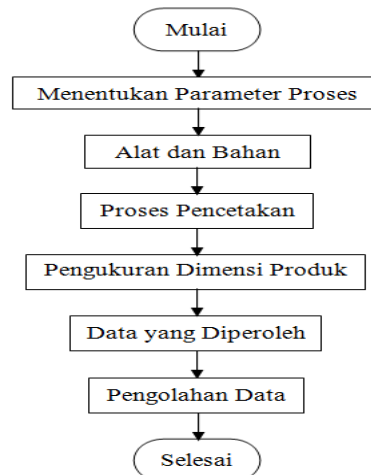 Mulai
Menentukan Parameter Proses
Alat dan Bahan
Proses Pencetakan
Pengukuran Dimensi Produk
Data yang Diperoleh
Pengolahan Data
Selesai